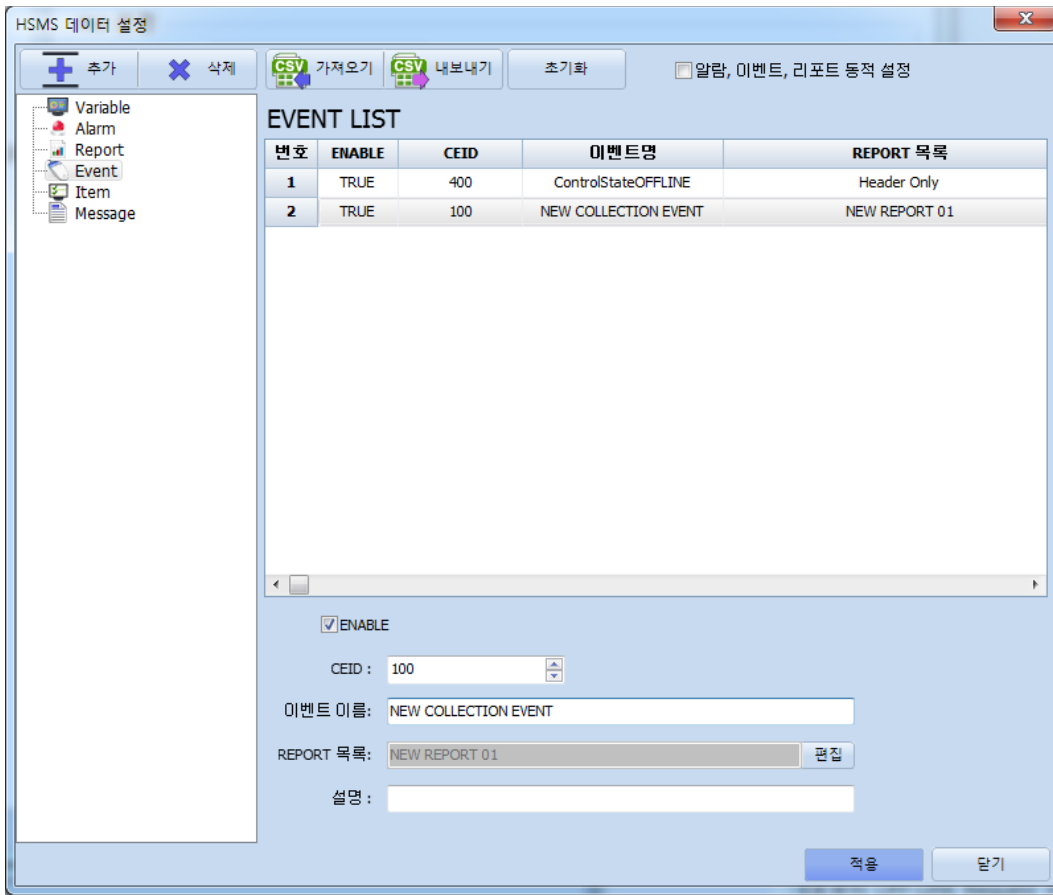 HSMS 데이터 설정
추가 삭제 CSV 가져오기 CSV 내보내기 초기화 알람, 이벤트, 리포트 동적 설정
Variable
Alarm
Report
Event
Item
Message
EVENT LIST
번호 ENABLE CEID 이벤트명 REPORT 목록
1 TRUE 400 ControlStateOFFLINE Header Only
2 TRUE 100 NEW COLLECTION EVENT NEW REPORT 01
ENABLE
CEID : 100
이벤트 이름: NEW COLLECTION EVENT
REPORT 목록: NEW REPORT 01 편집
설명 :
적용 닫기